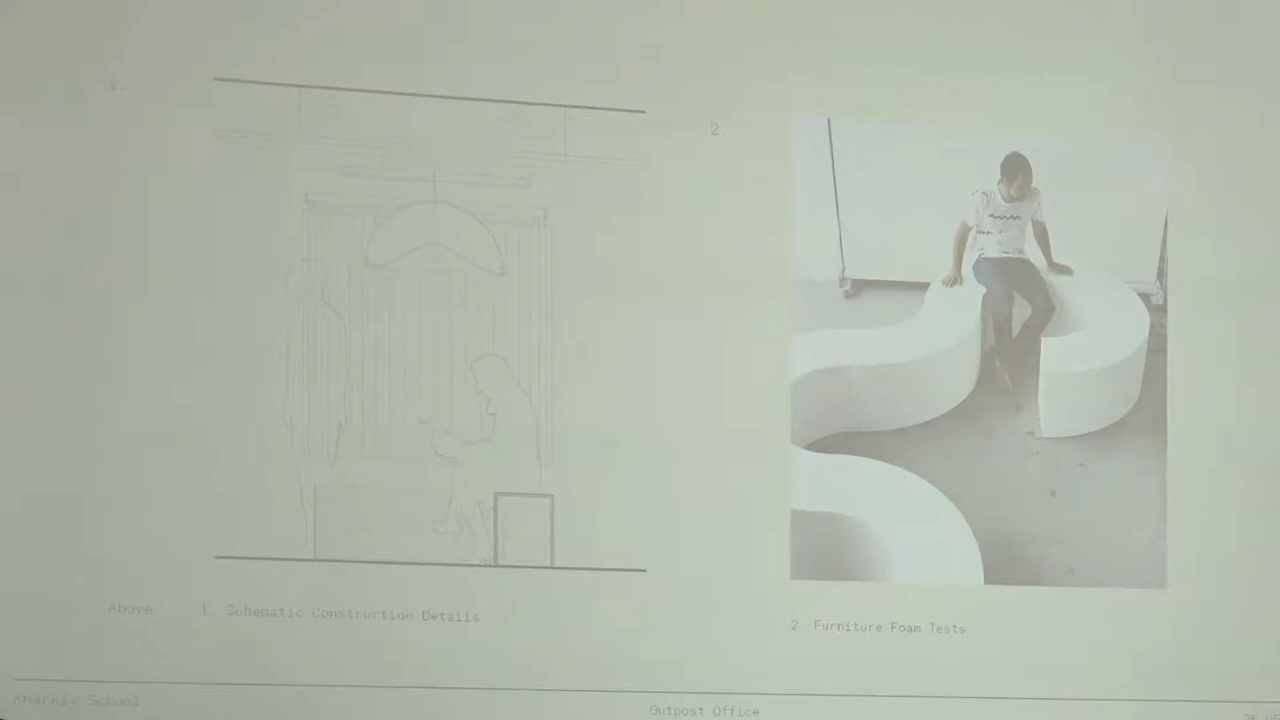 1.
2.
Above 1. Schematic Construction Details
2 Furniture Foam Tests
Kharkiv School
Outpost Office